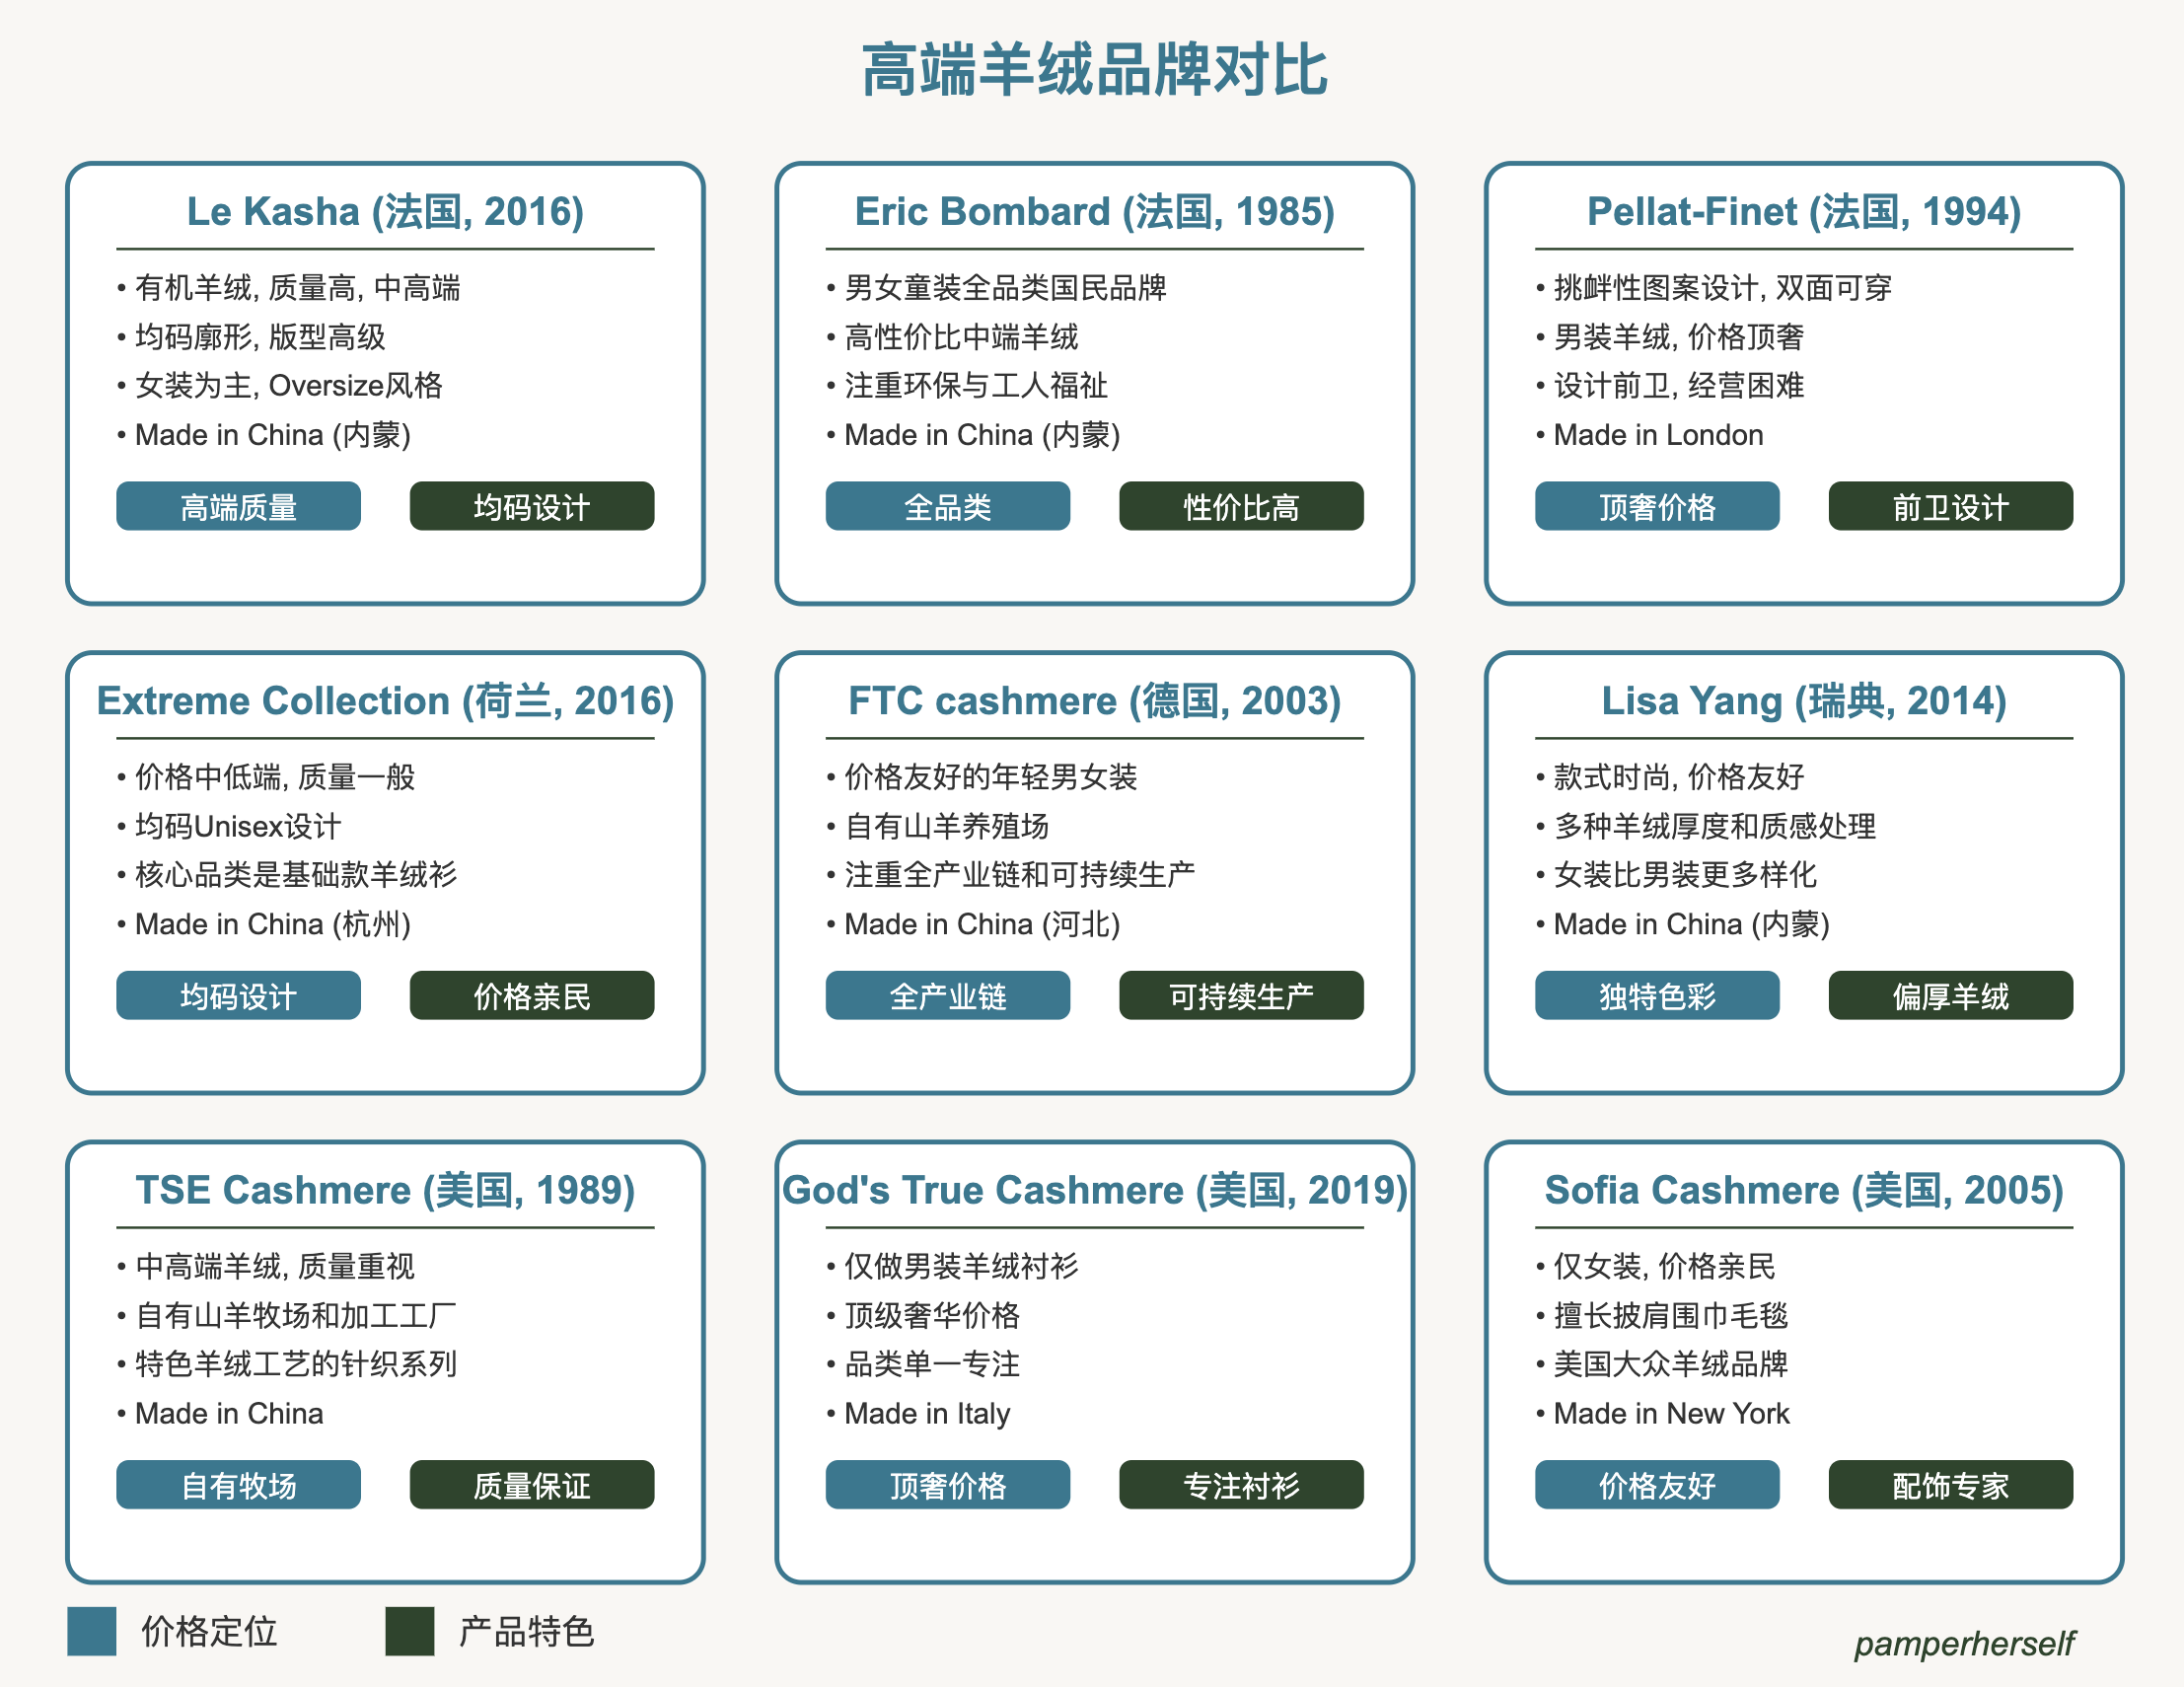 高端羊绒品牌对比
Le Kasha (法国, 2016)
• 有机羊绒, 质量高, 中高端
• 均码廓形, 版型高级
• 女装为主, Oversize风格
• Made in China (内蒙)
高端质量
均码设计
Eric Bombard (法国, 1985)
• 男女童装全品类国民品牌
• 高性价比中端羊绒
• 注重环保与工人福祉
• Made in China (内蒙)
全品类
性价比高
Pellat-Finet (法国, 1994)
• 挑衅性图案设计, 双面可穿
• 男装羊绒, 价格顶奢
• 设计前卫, 经营困难
• Made in London
顶奢价格
前卫设计
Extreme Collection (荷兰, 2016)
• 价格中低端, 质量一般
• 均码Unisex设计
• 核心品类是基础款羊绒衫
• Made in China (杭州)
均码设计
价格亲民
FTC cashmere (德国, 2003)
• 价格友好的年轻男女装
• 自有山羊养殖场
• 注重全产业链和可持续生产
• Made in China (河北)
全产业链
可持续生产
Lisa Yang (瑞典, 2014)
• 款式时尚, 价格友好
• 多种羊绒厚度和质感处理
• 女装比男装更多样化
• Made in China (内蒙)
独特色彩
偏厚羊绒
TSE Cashmere (美国, 1989)
• 中高端羊绒, 质量重视
• 自有山羊牧场和加工工厂
• 特色羊绒工艺的针织系列
• Made in China
自有牧场
质量保证
God's True Cashmere (美国, 2019)
• 仅做男装羊绒衬衫
• 顶级奢华价格
• 品类单一专注
• Made in Italy
顶奢价格
专注衬衫
Sofia Cashmere (美国, 2005)
• 仅女装, 价格亲民
• 擅长披肩围巾毛毯
• 美国大众羊绒品牌
• Made in New York
价格友好
配饰专家
价格定位
产品特色
pamperherself